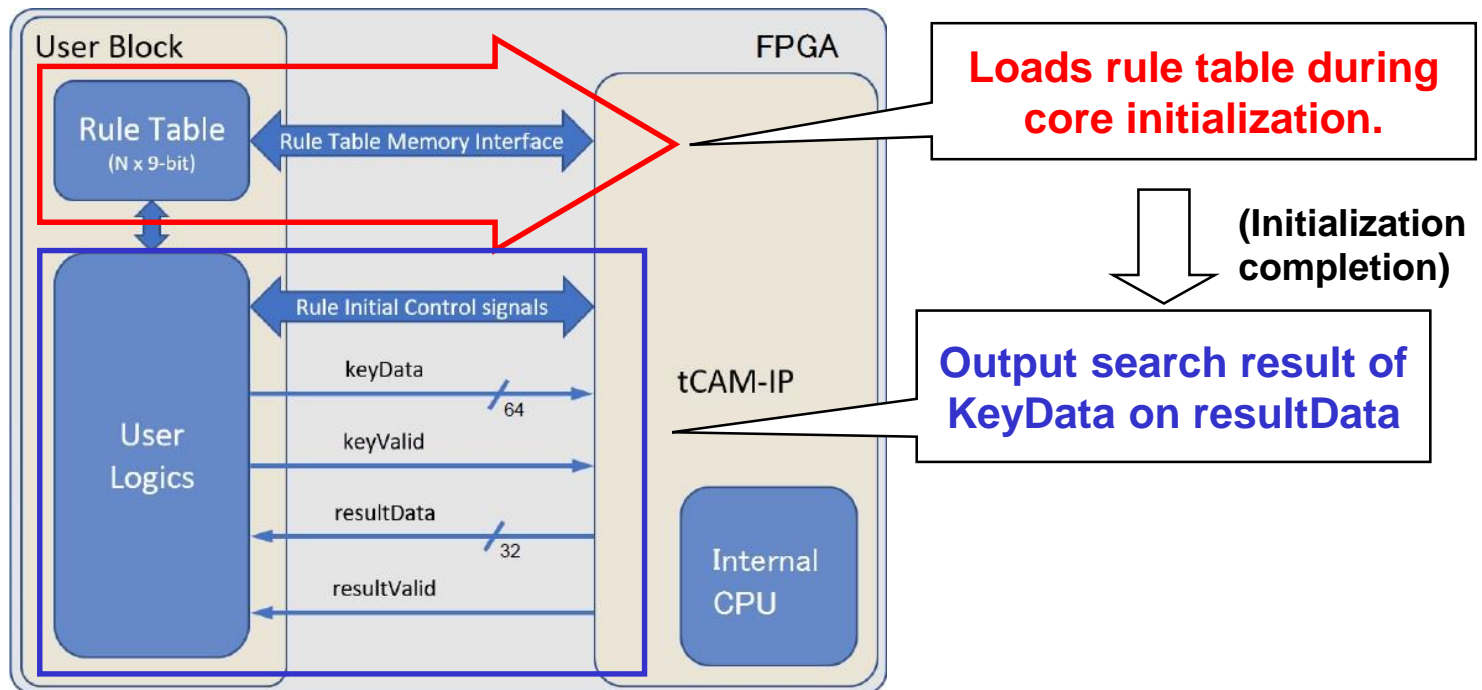 User Block
FPGA
Rule Table
(N x 9-bit)
Rule Table Memory Interface
Loads rule table during
core initialization.
(Initialization
completion)
User
Logics
Rule Initial Control signals
keyData
64
keyValid
resultData
32
resultValid
tCAM-IP
Internal
CPU
Output search result of
KeyData on resultData